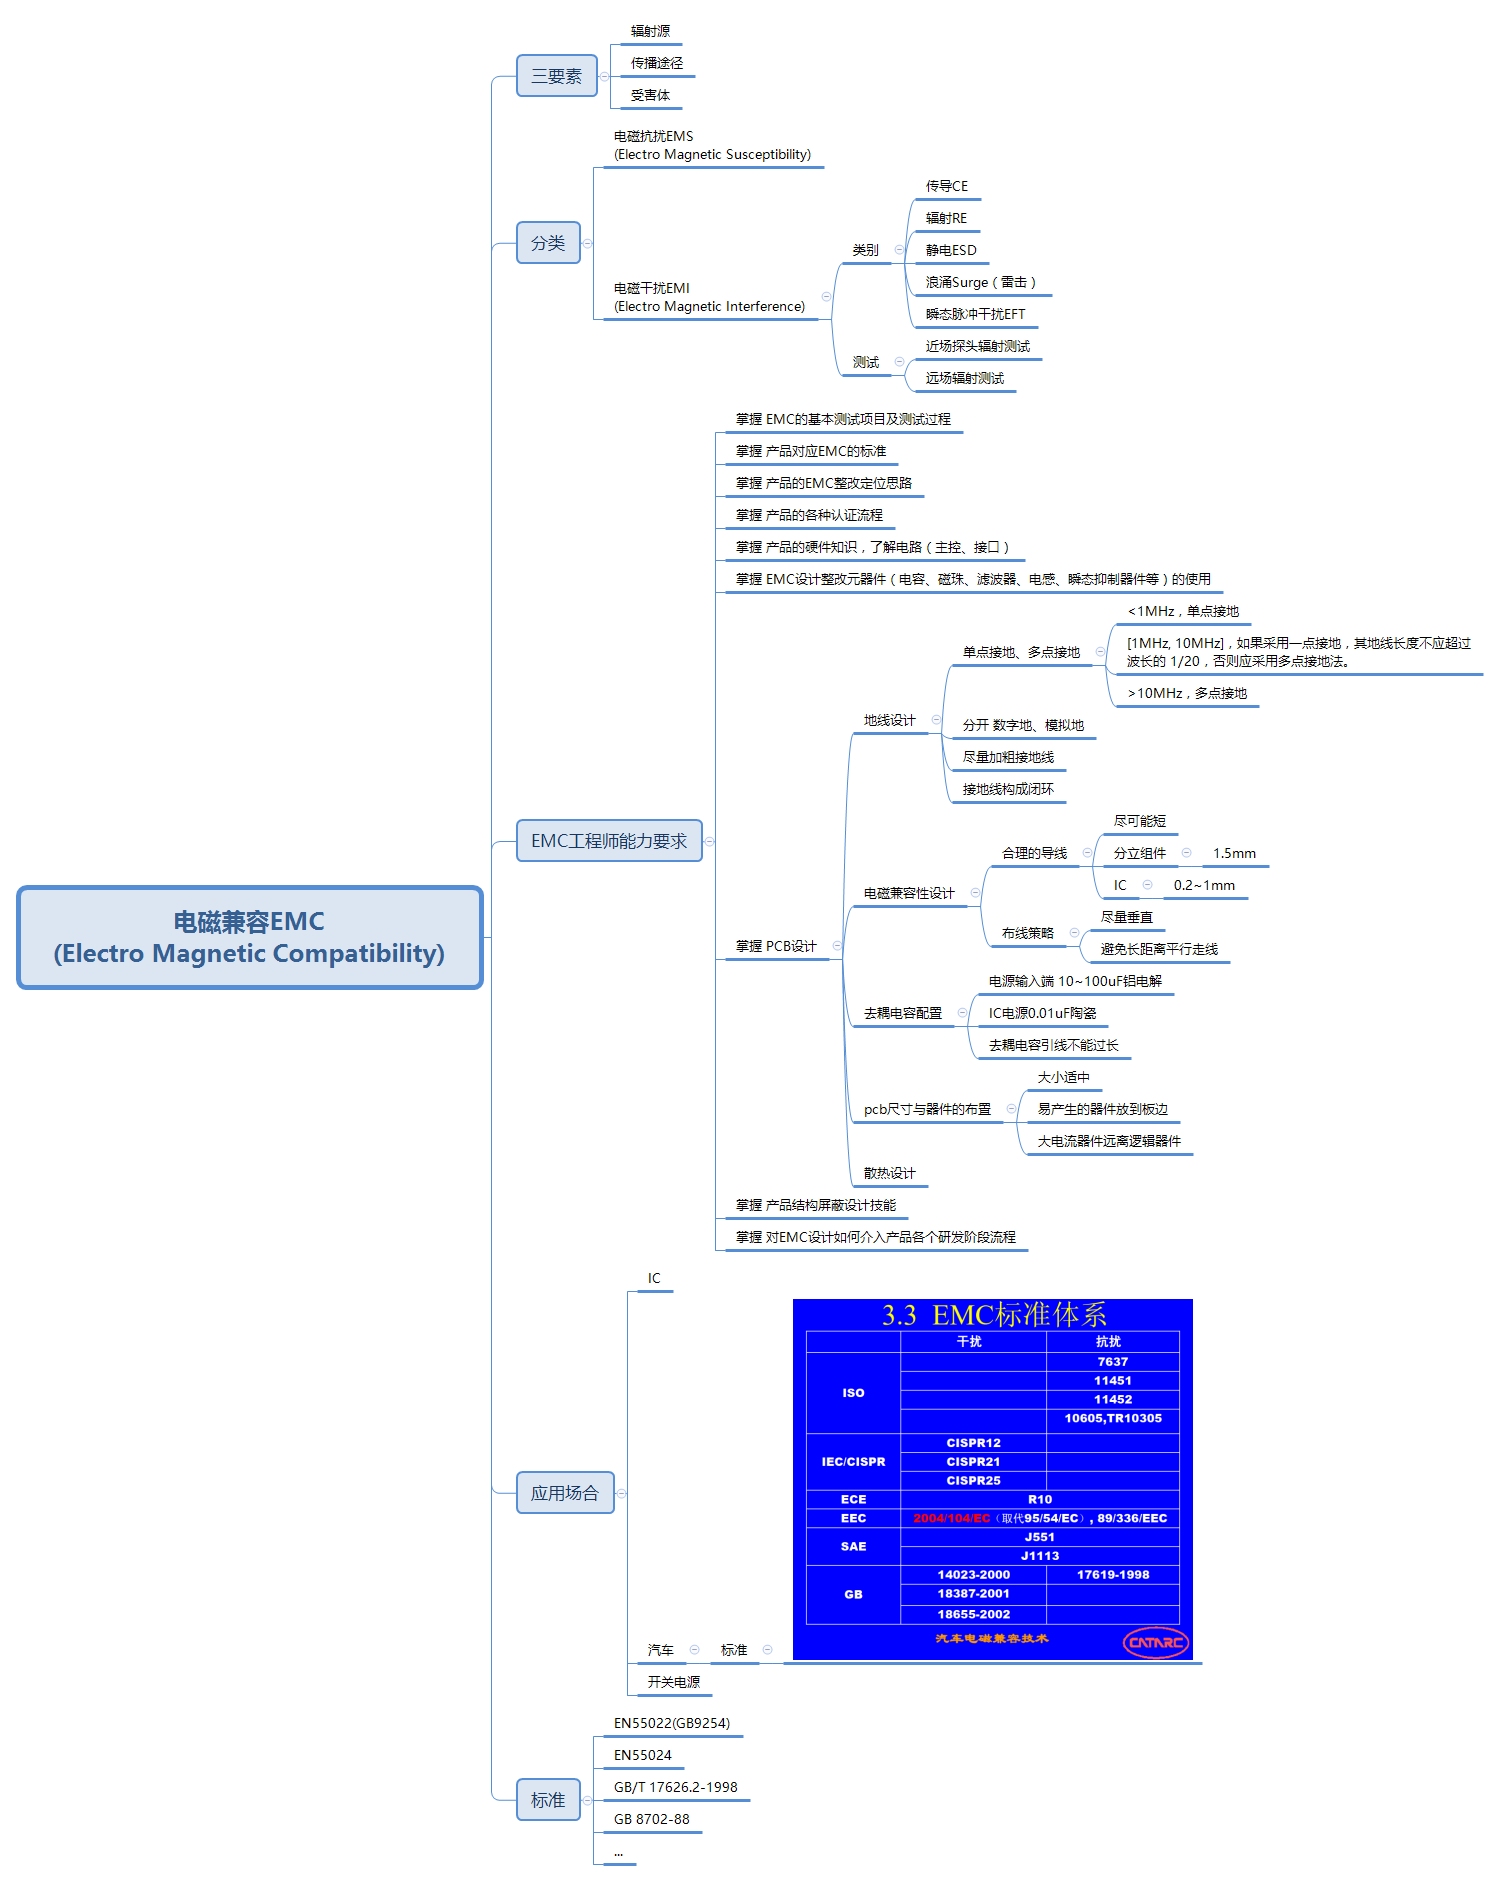 电磁兼容EMC
(Electro Magnetic Compatibility)
三要素
辐射源
传播途径
受害体
分类
电磁抗扰EMS
(Electro Magnetic Susceptibility)
电磁干扰EMI
(Electro Magnetic Interference)
类别
传导CE
辐射RE
静电ESD
浪涌Surge（雷击）
瞬态脉冲干扰EFT
测试
近场探头辐射测试
远场辐射测试
EMC工程师能力要求
掌握 EMC的基本测试项目及测试过程
掌握 产品对应EMC的标准
掌握 产品的EMC整改定位思路
掌握 产品的各种认证流程
掌握 产品的硬件知识，了解电路（主控、接口）
掌握 EMC设计整改元器件（电容、磁珠、滤波器、电感、瞬态抑制器件等）的使用
掌握 PCB设计
地线设计
单点接地、多点接地
<1MHz，单点接地
[1MHz, 10MHz]，如果采用一点接地，其地线长度不应超过
波长的 1/20，否则应采用多点接地法。
>10MHz，多点接地
分开 数字地、模拟地
尽量加粗接地线
接地线构成闭环
电磁兼容性设计
合理的导线
尽可能短
分立组件
1.5mm
IC
0.2~1mm
布线策略
尽量垂直
避免长距离平行走线
去耦电容配置
电源输入端 10~100uF铝电解
IC电源0.01uF陶瓷
去耦电容引线不能过长
pcb尺寸与器件的布置
大小适中
易产生的器件放到板边
大电流器件远离逻辑器件
散热设计
掌握 产品结构屏蔽设计技能
掌握 对EMC设计如何介入产品各个研发阶段流程
应用场合
IC
汽车
标准
3.3 EMC标准体系
干扰 抗扰
ISO
7637
11451
11452
10605,TR10305
IEC/CISPR
CISPR12
CISPR21
CISPR25
ECE R10
EEC 2004/104/EC（取代95/54/EC）, 89/336/EEC
SAE
J551
J1113
GB
14023-2000 17619-1998
18387-2001
18655-2002
汽车电磁兼容技术
CATARC
开关电源
标准
EN55022(GB9254)
EN55024
GB/T 17626.2-1998
GB 8702-88
...